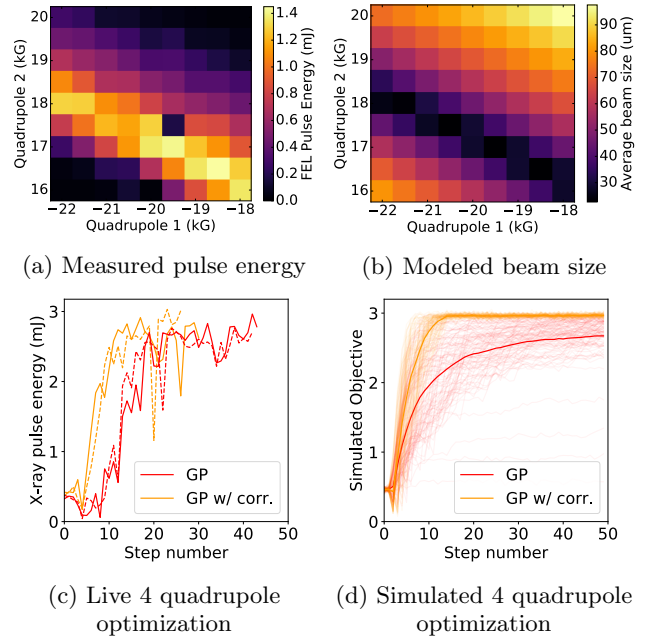 20
19
18
17
16
Quadrupole 2 (kG)
−22 −21 −20 −19 −18
Quadrupole 1 (kG)
1.4
1.2
1.0
0.8
0.6
0.4
0.2
0.0
FEL Pulse Energy (mJ)
(a) Measured pulse energy
20
19
18
17
16
Quadrupole 2 (kG)
−22 −21 −20 −19 −18
Quadrupole 1 (kG)
90
80
70
60
50
40
30
Average beam size (um)
(b) Modeled beam size
3
2
1
0
X-ray pulse energy (mJ)
GP
GP w/ corr.
0 10 20 30 40 50
Step number
(c) Live 4 quadrupole
optimization
3
2
1
0
Simulated Objective
GP
GP w/ corr.
0 10 20 30 40 50
Step number
(d) Simulated 4 quadrupole
optimization